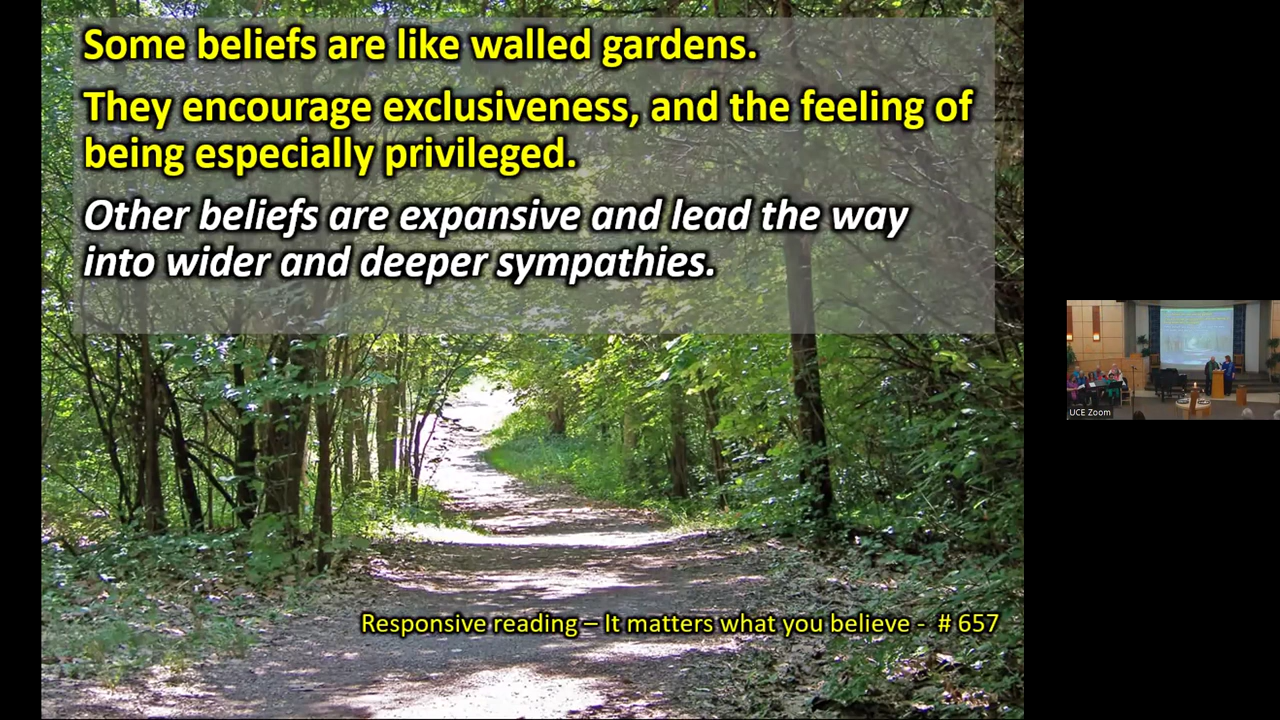 Some beliefs are like walled gardens.
They encourage exclusiveness, and the feeling of
being especially privileged.
Other beliefs are expansive and lead the way
into wider and deeper sympathies.
Responsive reading – It matters what you believe - # 657
UCE Zoom